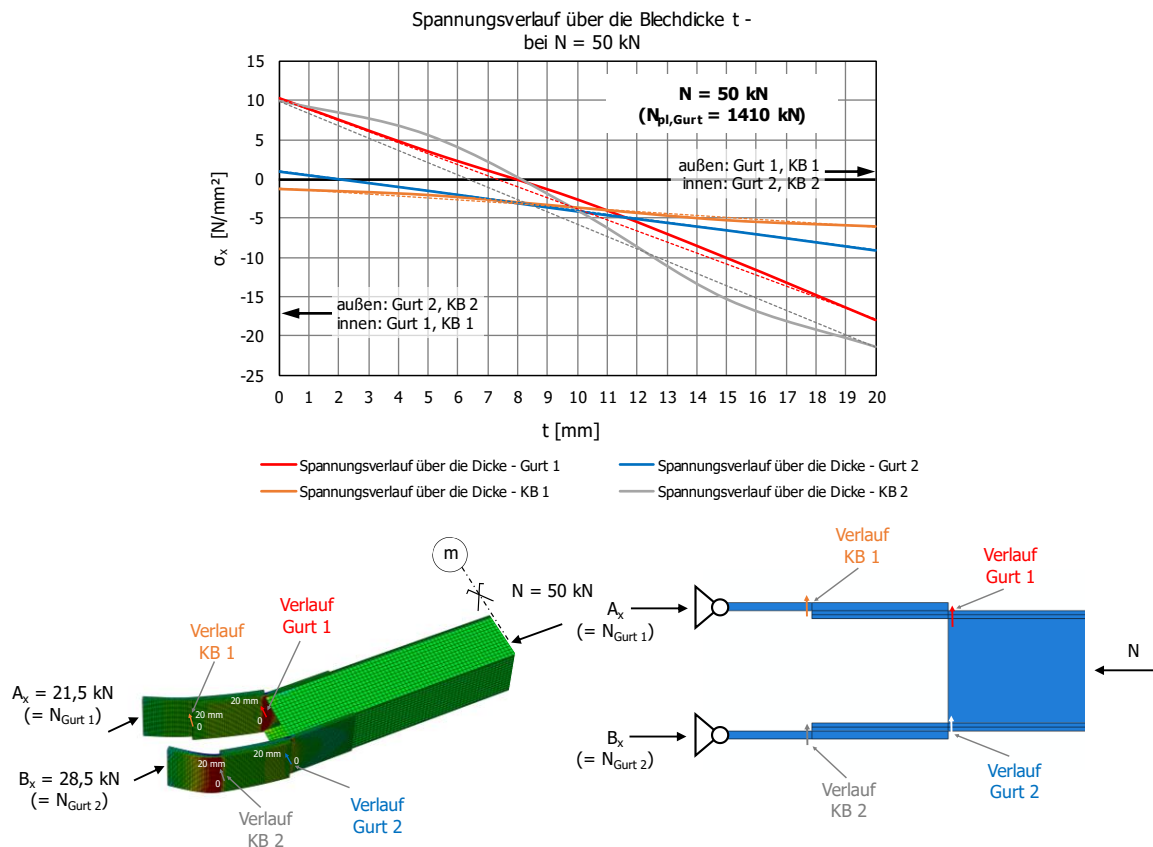 Spannungsverlauf über die Blechdicke t -
bei N = 50 kN
15
10
5
0
-5
-10
-15
-20
-25
σx [N/mm²]
N = 50 kN
(Npl,Gurt = 1410 kN)
außen: Gurt 1, KB 1
innen: Gurt 2, KB 2
außen: Gurt 2, KB 2
innen: Gurt 1, KB 1
0 1 2 3 4 5 6 7 8 9 10 11 12 13 14 15 16 17 18 19 20
t [mm]
Spannungsverlauf über die Dicke - Gurt 1
Spannungsverlauf über die Dicke - Gurt 2
Spannungsverlauf über die Dicke - KB 1
Spannungsverlauf über die Dicke - KB 2
m
N = 50 kN
Verlauf
Gurt 1
Verlauf
KB 1
Ax = 21,5 kN
(= NGurt 1)
20 mm
0
20 mm
0
Bx = 28,5 kN
(= NGurt 2)
20 mm
0
20 mm
0
Verlauf
KB 2
Verlauf
Gurt 2
Verlauf
KB 1
Verlauf
Gurt 1
Ax
(= NGurt 1)
N
Bx
(= NGurt 2)
Verlauf
KB 2
Verlauf
Gurt 2